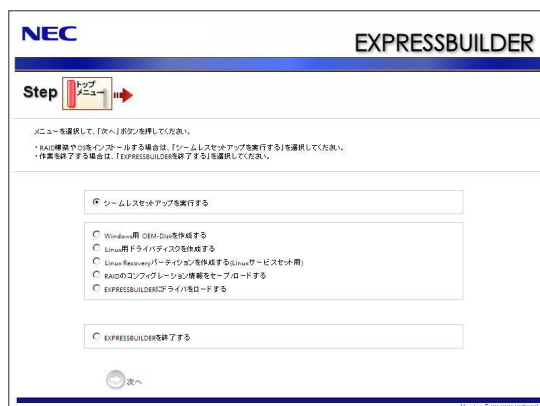 NEC
EXPRESSBUILDER
Step
トップ
メニュー
メニューを選択して、「次へ」ボタンを押してください。
・RAID構築やOSをインストールする場合は、「シームレスセットアップを実行する」を選択してください。
・作業を終了する場合は、「EXPRESSBUILDERを終了する」を選択してください。
シームレスセットアップを実行する
Windows用 OEM-Diskを作成する
Linux用ドライバディスクを作成する
Linux Recoveryパーティションを作成する(Linuxサービスセット用)
RAIDのコンフィグレーション情報をセーブ/ロードする
EXPRESSBUILDERにドライバをロードする
EXPRESSBUILDERを終了する
次へ